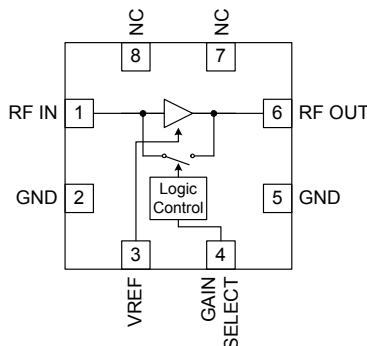 NC
NC
8
7
RF IN
1
6
RF OUT
GND
2
Logic
Control
5
GND
3
4
VREF
GAIN
SELECT